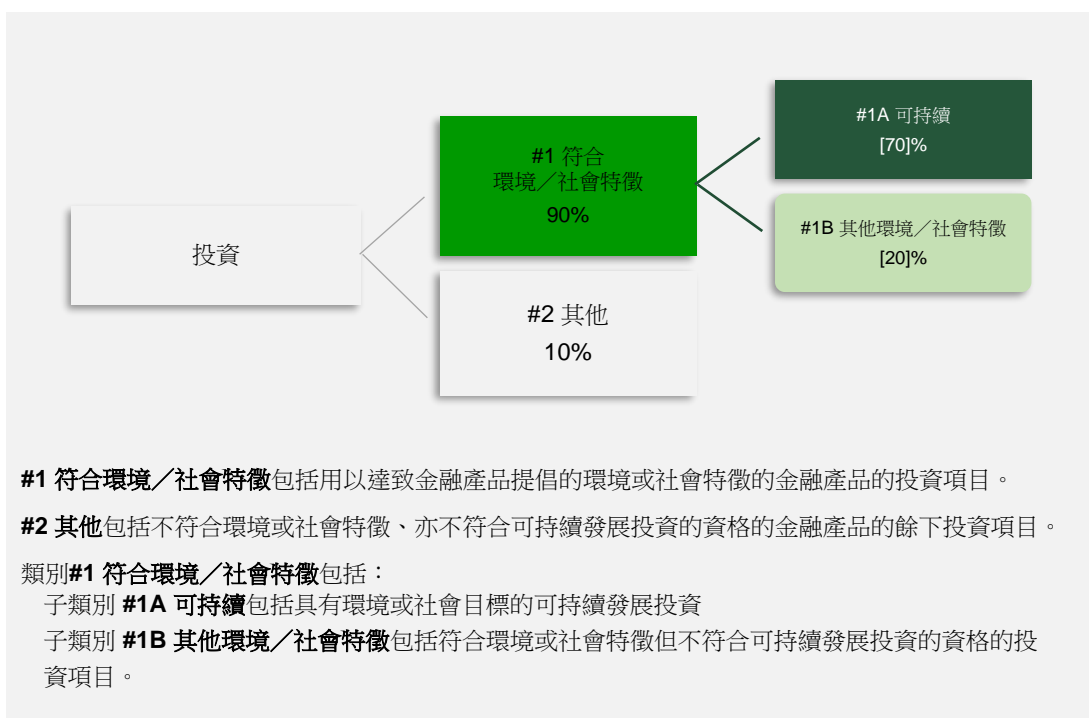 #1A 可持續
[70]%
#1 符合
環境／社會特徵
90%
#1B 其他環境／社會特徵
[20]%
投資
#2 其他
10%
#1 符合環境／社會特徵包括用以達致金融產品提倡的環境或社會特徵的金融產品的投資項目。
#2 其他包括不符合環境或社會特徵、亦不符合可持續發展投資的資格的金融產品的餘下投資項目。
類別#1 符合環境／社會特徵包括：
子類別 #1A 可持續包括具有環境或社會目標的可持續發展投資
子類別 #1B 其他環境／社會特徵包括符合環境或社會特徵但不符合可持續發展投資的資格的投
資項目。